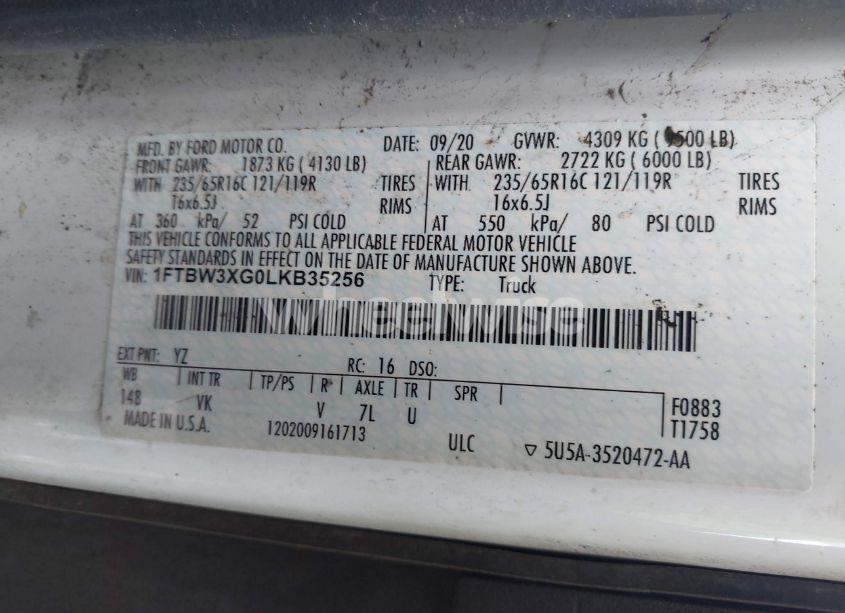 MFD. BY FORD MOTOR CO. DATE: 09/20 GVWR: 4309 KG ( 9500 LB)
FRONT GAWR: 1873 KG ( 4130 LB) REAR GAWR: 2722 KG ( 6000 LB)
WITH 235/65R16C 121/119R TIRES WITH 235/65R16C 121/119R TIRES
16x6.5J RIMS 16x6.5J RIMS
AT 360 kPa/ 52 PSI COLD AT 550 kPa/ 80 PSI COLD
THIS VEHICLE CONFORMS TO ALL APPLICABLE FEDERAL MOTOR VEHICLE
SAFETY STANDARDS IN EFFECT ON THE DATE OF MANUFACTURE SHOWN ABOVE.
VIN: 1FTBW3XG0LKB35256 TYPE: Truck
wheelwise
EXT PNT: YZ RC: 16 DSO:
WB INT TR TP/PS R AXLE TR SPR F0883
148 VK V 7L U T1758
MADE IN U.S.A. 1202009161713 ULC 5U5A-3520472-AA